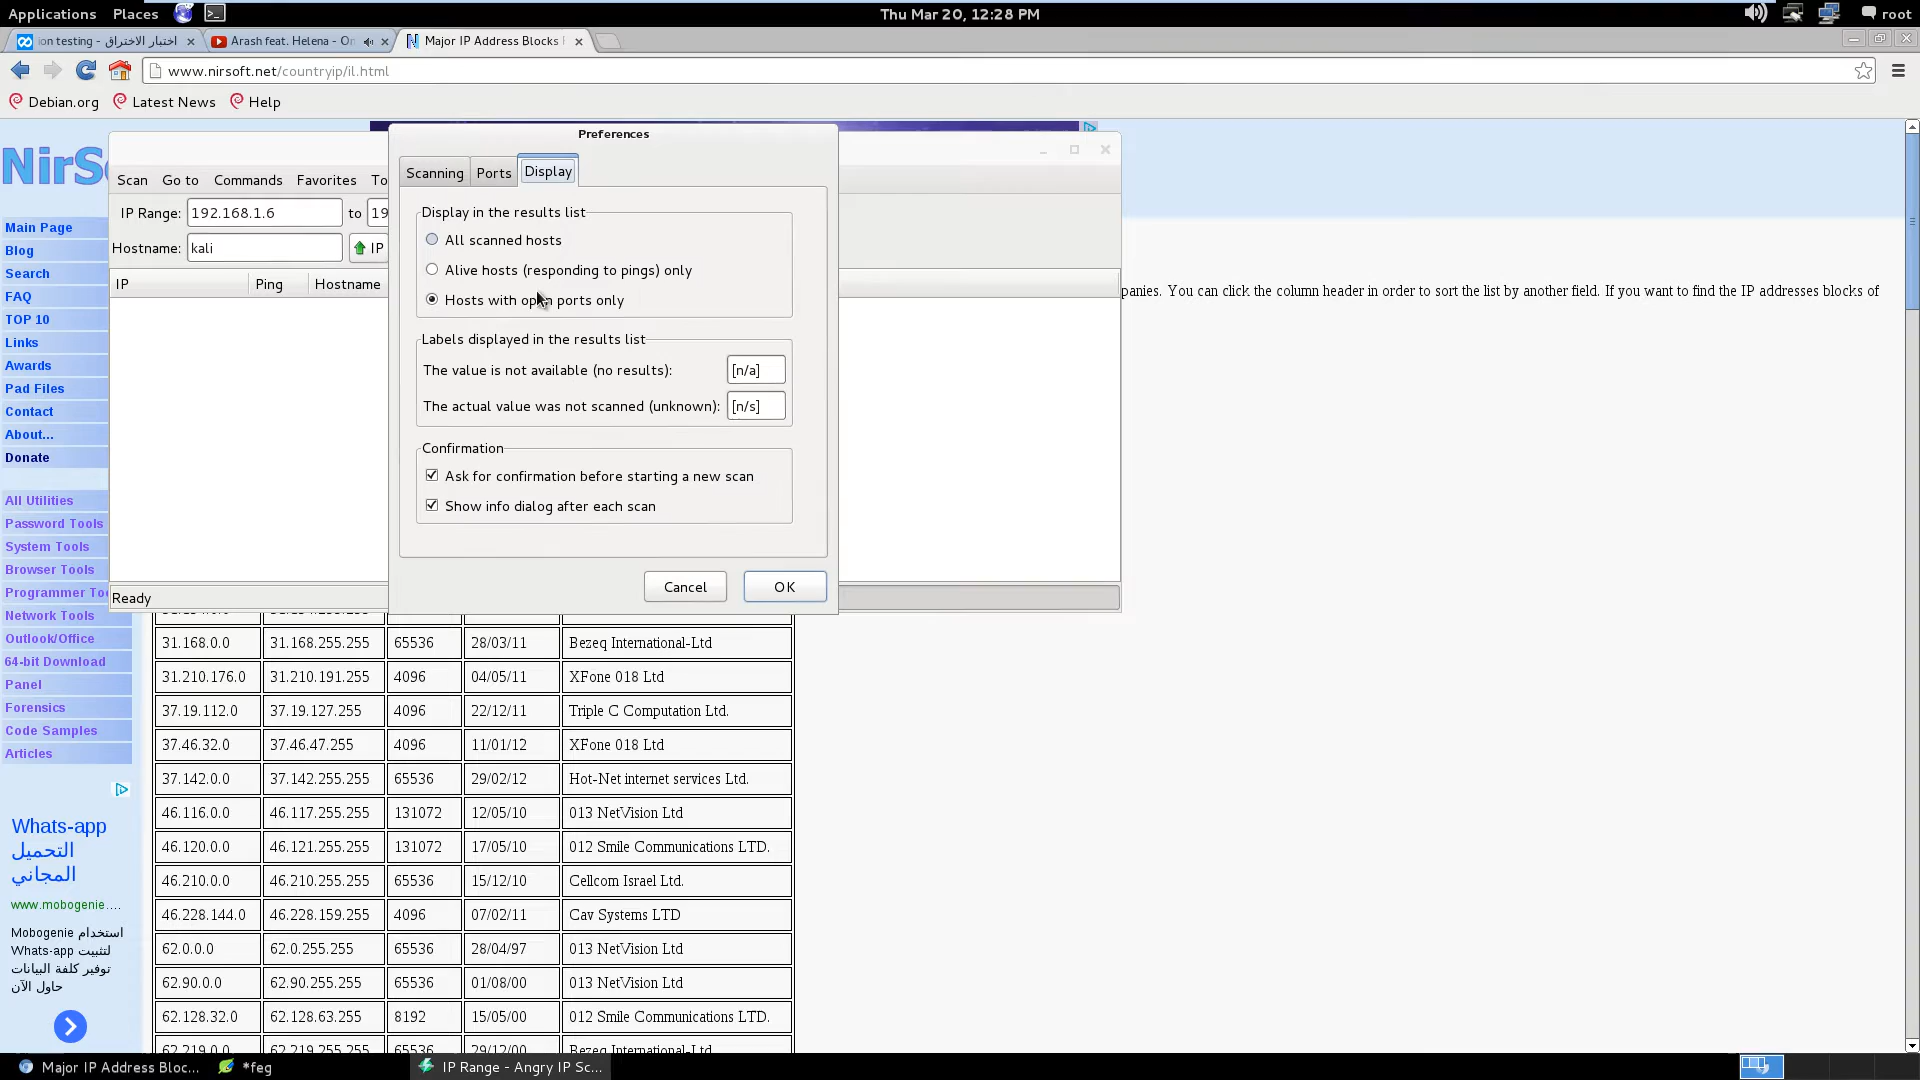 Applications Places
Thu Mar 20, 12:28 PM
root
ion testing - اختبار الاختراق
Arash feat. Helena - On
Major IP Address Blocks
www.nirsoft.net/countryip/il.html
Debian.org
Latest News
Help
NirS
Main Page
Blog
Search
FAQ
TOP 10
Links
Awards
Pad Files
Contact
About...
Donate
All Utilities
Password Tools
System Tools
Browser Tools
Programmer Too
Network Tools
Outlook/Office
64-bit Download
Panel
Forensics
Code Samples
Articles
Whats-app
التحميل
المجاني
www.mobogenie....
استخدام Mobogenie
لتثبيت Whats-app
توفير كلفة البيانات
حاول الآن
Scan Go to Commands Favorites To
IP Range: 192.168.1.6 to 19
Hostname: kali IP
IP Ping Hostname
Ready
Preferences
Scanning Ports Display
Display in the results list
All scanned hosts
Alive hosts (responding to pings) only
Hosts with open ports only
Labels displayed in the results list
The value is not available (no results): [n/a]
The actual value was not scanned (unknown): [n/s]
Confirmation
Ask for confirmation before starting a new scan
Show info dialog after each scan
Cancel OK
panies. You can click the column header in order to sort the list by another field. If you want to find the IP addresses blocks of
31.168.0.0 31.168.255.255 65536 28/03/11 Bezeq International-Ltd
31.210.176.0 31.210.191.255 4096 04/05/11 XFone 018 Ltd
37.19.112.0 37.19.127.255 4096 22/12/11 Triple C Computation Ltd.
37.46.32.0 37.46.47.255 4096 11/01/12 XFone 018 Ltd
37.142.0.0 37.142.255.255 65536 29/02/12 Hot-Net internet services Ltd.
46.116.0.0 46.117.255.255 131072 12/05/10 013 NetVision Ltd
46.120.0.0 46.121.255.255 131072 17/05/10 012 Smile Communications LTD.
46.210.0.0 46.210.255.255 65536 15/12/10 Cellcom Israel Ltd.
46.228.144.0 46.228.159.255 4096 07/02/11 Cav Systems LTD
62.0.0.0 62.0.255.255 65536 28/04/97 013 NetVision Ltd
62.90.0.0 62.90.255.255 65536 01/08/00 013 NetVision Ltd
62.128.32.0 62.128.63.255 8192 15/05/00 012 Smile Communications LTD.
62.219.0.0 62.219.255.255 65536 29/12/00 Bezeq International-Ltd
Major IP Address Bloc...
*feg
IP Range - Angry IP Sc...